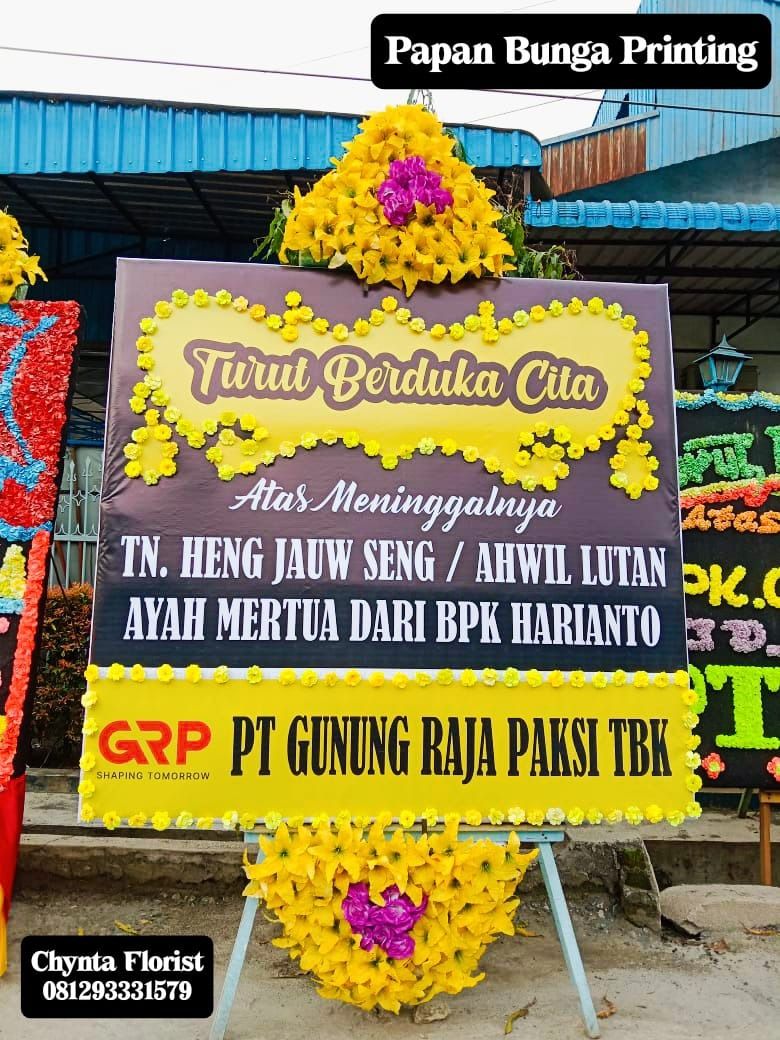 Papan Bunga Printing
Turut Berduka Cita
Atas Meninggalnya
TN. HENG JAUW SENG / AHWIL LUTAN
AYAH MERTUA DARI BPK HARIANTO
GRP
SHAPING TOMORROW
PT GUNUNG RAJA PAKSI TBK
Chynta Florist
081293331579